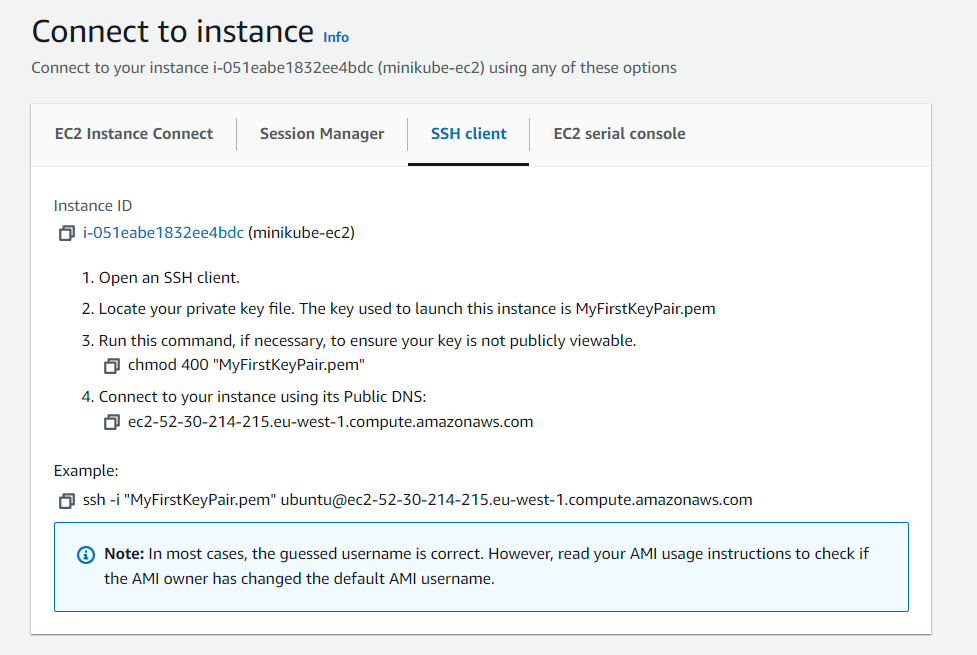 Connect to instance Info
Connect to your instance i-051eabe1832ee4bdc (minikube-ec2) using any of these options
EC2 Instance Connect
Session Manager
SSH client
EC2 serial console
Instance ID
i-051eabe1832ee4bdc (minikube-ec2)
1. Open an SSH client.
2. Locate your private key file. The key used to launch this instance is MyFirstKeyPair.pem
3. Run this command, if necessary, to ensure your key is not publicly viewable.
chmod 400 "MyFirstKeyPair.pem"
4. Connect to your instance using its Public DNS:
ec2-52-30-214-215.eu-west-1.compute.amazonaws.com
Example:
ssh -i "MyFirstKeyPair.pem" ubuntu@ec2-52-30-214-215.eu-west-1.compute.amazonaws.com
Note: In most cases, the guessed username is correct. However, read your AMI usage instructions to check if
the AMI owner has changed the default AMI username.